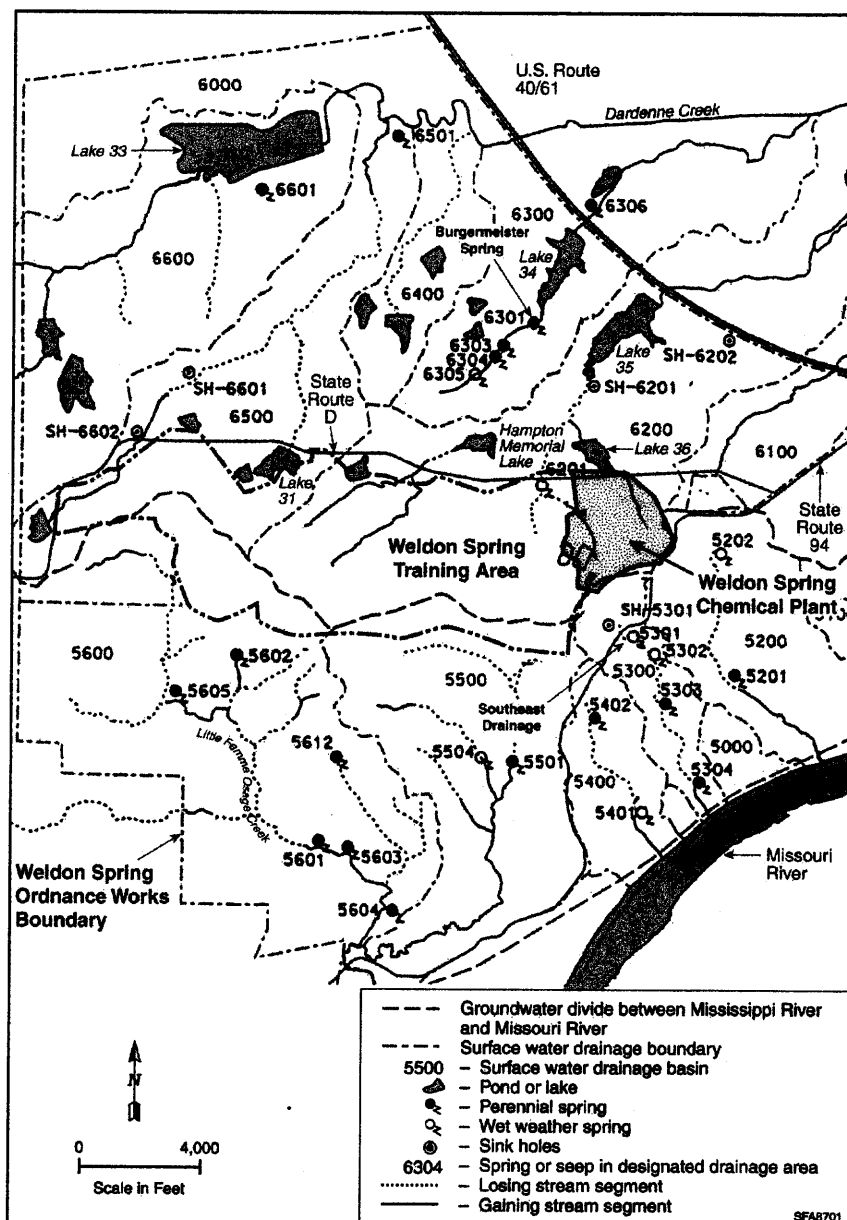 U.S. Route
40/61
6000
Dardenne Creek
Lake 33
6501
6601
6300
6306
Burgermeister
Spring
Lake
34
6600
6400
6301
6303
6304
6305
SH-6202
Lake
35
SH-6601
SH-6201
State
Route
D
6500
SH-6602
6200
Hampton
Memorial
Lake
Lake 36
6100
6201
Lake
31
State
Route
94
5202
Weldon Spring
Training Area
Weldon Spring
Chemical Plant
SH-5301
5301
5302
5200
5600
5602
5500
5300
5201
5605
Southeast
Drainage
5303
5402
Little Femme Osage Creek
5612
5504
5501
5000
5304
5400
5401
5601
5603
Missouri
River
Weldon Spring
Ordnance Works
Boundary
5604
Groundwater divide between Mississippi River
and Missouri River
Surface water drainage boundary
5500 – Surface water drainage basin
– Pond or lake
– Perennial spring
– Wet weather spring
– Sink holes
6304 – Spring or seep in designated drainage area
– Losing stream segment
– Gaining stream segment
N
0 4,000
Scale in Feet
SFA8701